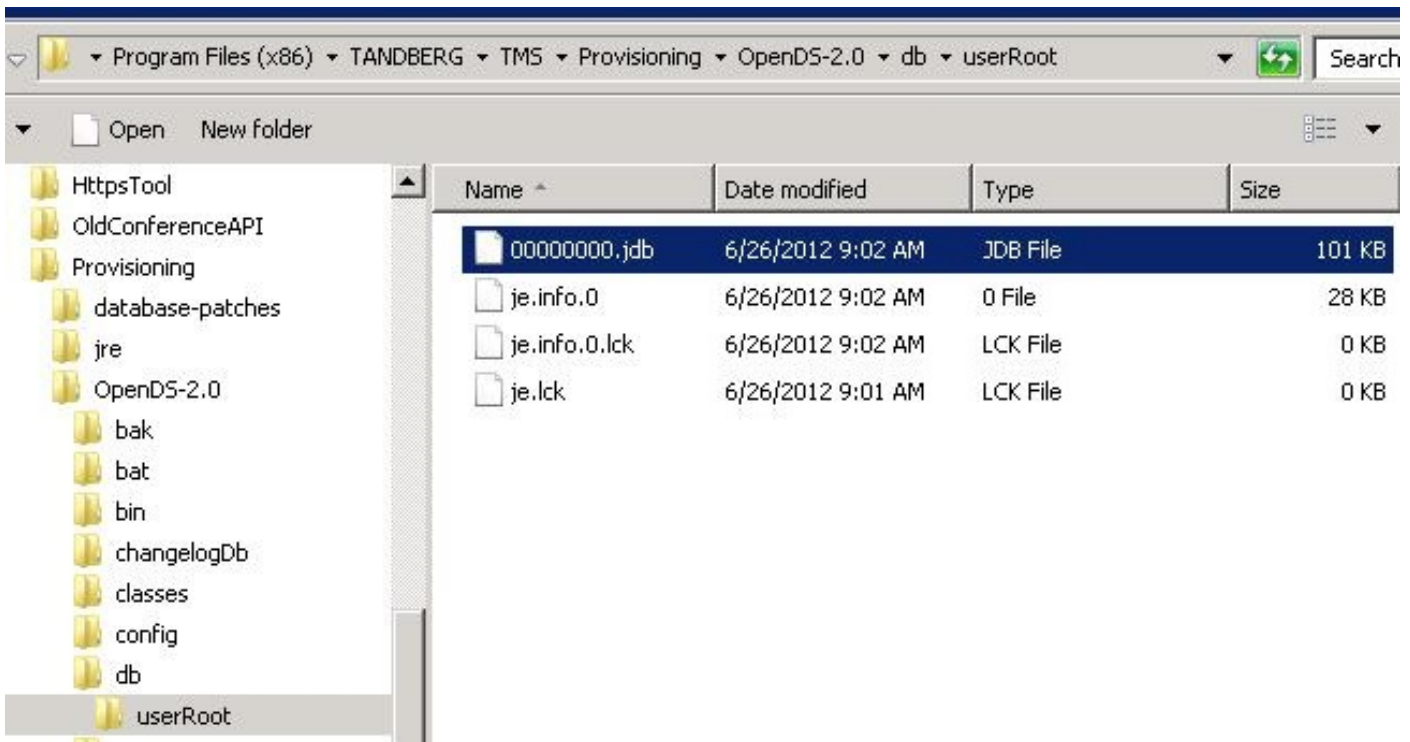 Program Files (x86) TANDBERG TMS Provisioning OpenDS-2.0 db userRoot Search
Open New folder
HttpsTool
OldConferenceAPI
Provisioning
database-patches
jre
OpenDS-2.0
bak
bat
bin
changelogDb
classes
config
db
userRoot
Name Date modified Type Size
00000000.jdb 6/26/2012 9:02 AM JDB File 101 KB
je.info.0 6/26/2012 9:02 AM 0 File 28 KB
je.info.0.lck 6/26/2012 9:02 AM LCK File 0 KB
je.lck 6/26/2012 9:01 AM LCK File 0 KB